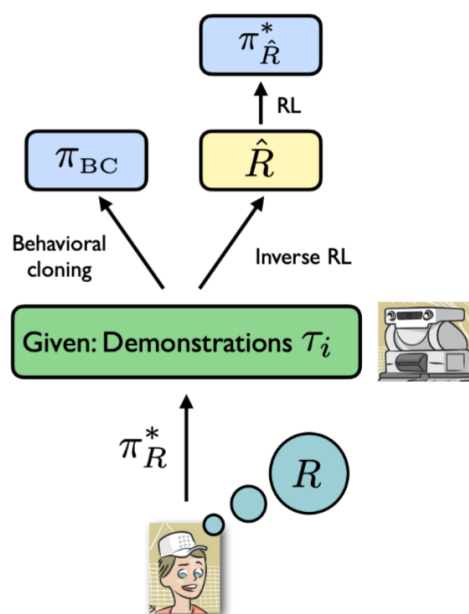 π*_R̂
RL
π_BC
R̂
Behavioral
cloning
Inverse RL
Given: Demonstrations τ_i
π*_R
R